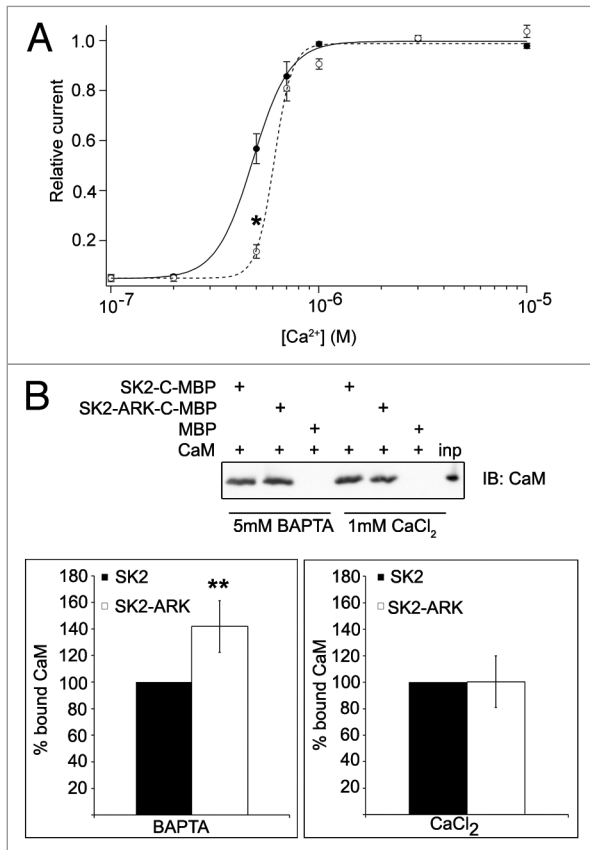 A
Relative current
1.0
0.8
0.6
0.4
0.2
*
10-7
10-6
10-5
[Ca2+] (M)
B
SK2-C-MBP + +
SK2-ARK-C-MBP + +
MBP + +
CaM + + + + + + inp
IB: CaM
5mM BAPTA 1mM CaCl2
% bound CaM
180
160
140
120
100
80
60
40
20
SK2
SK2-ARK
**
BAPTA
% bound CaM
180
160
140
120
100
80
60
40
20
SK2
SK2-ARK
CaCl2